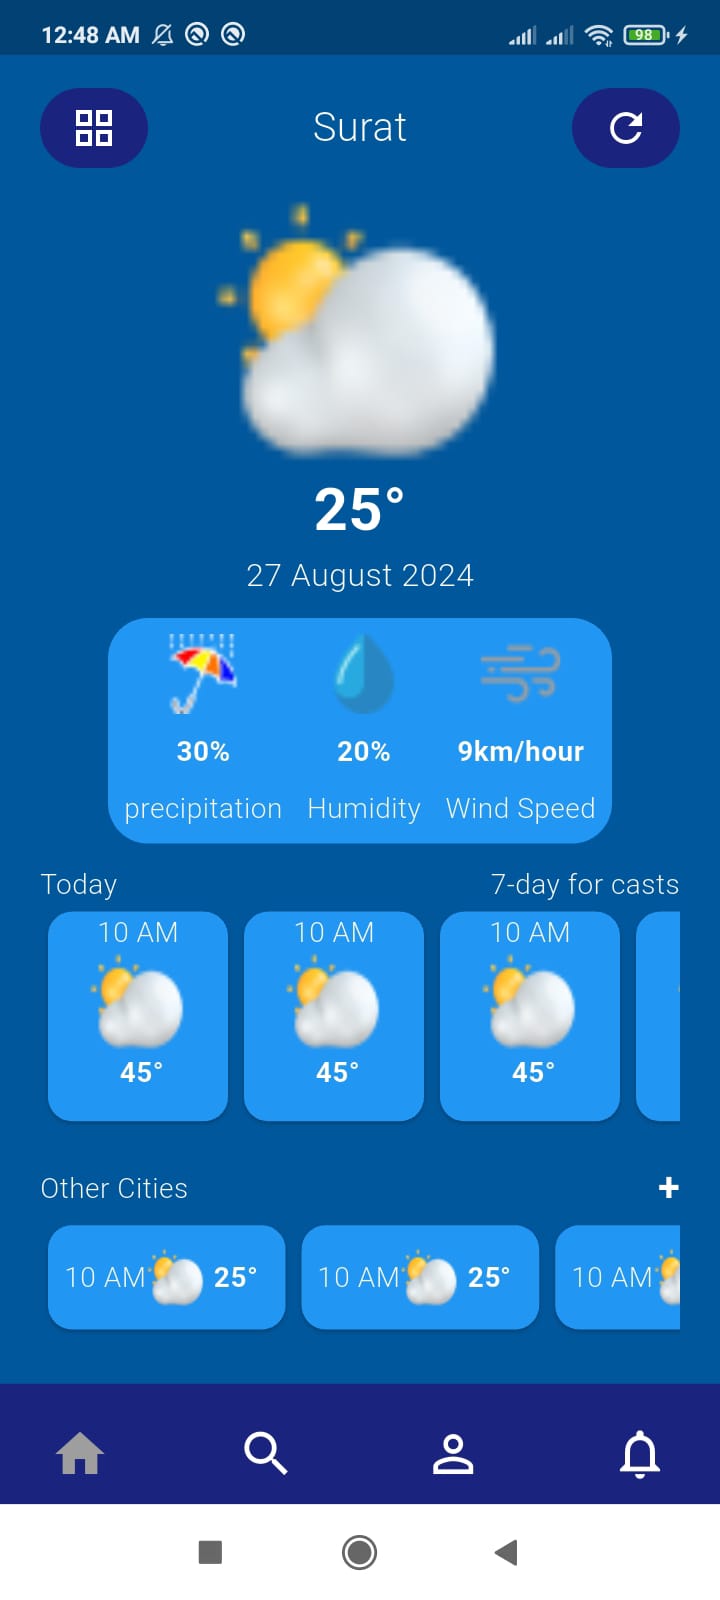 12:48 AM 98
Surat
25°
27 August 2024
30% 20% 9km/hour
precipitation Humidity Wind Speed
Today 7-day for casts
10 AM 10 AM 10 AM
45° 45° 45°
Other Cities +
10 AM 25° 10 AM 25° 10 AM